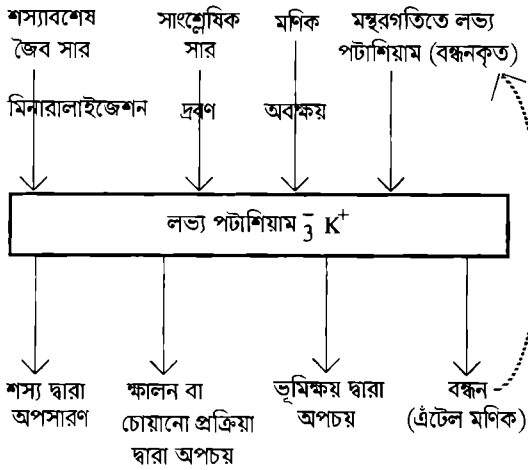 শস্যাবশেষ
জৈব সার
সাংশ্লেষিক
সার
মণিক
মন্থরগতিতে লভ্য
পটাশিয়াম (বন্ধনকৃত)
মিনারালাইজেশন
দ্রবণ
অবক্ষয়
লভ্য পটাশিয়াম ⁻₃ K⁺
শস্য দ্বারা
অপসারণ
ক্ষালন বা
চোয়ানো প্রক্রিয়া
দ্বারা অপচয়
ভূমিক্ষয় দ্বারা
অপচয়
বন্ধন
(এঁটেল মণিক)